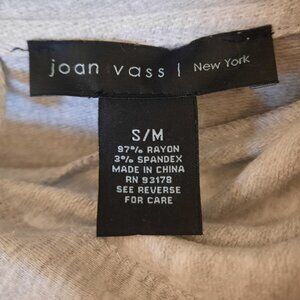 joan vass | New York
S/M
97% RAYON
3% SPANDEX
MADE IN CHINA
RN 93178
SEE REVERSE
FOR CARE